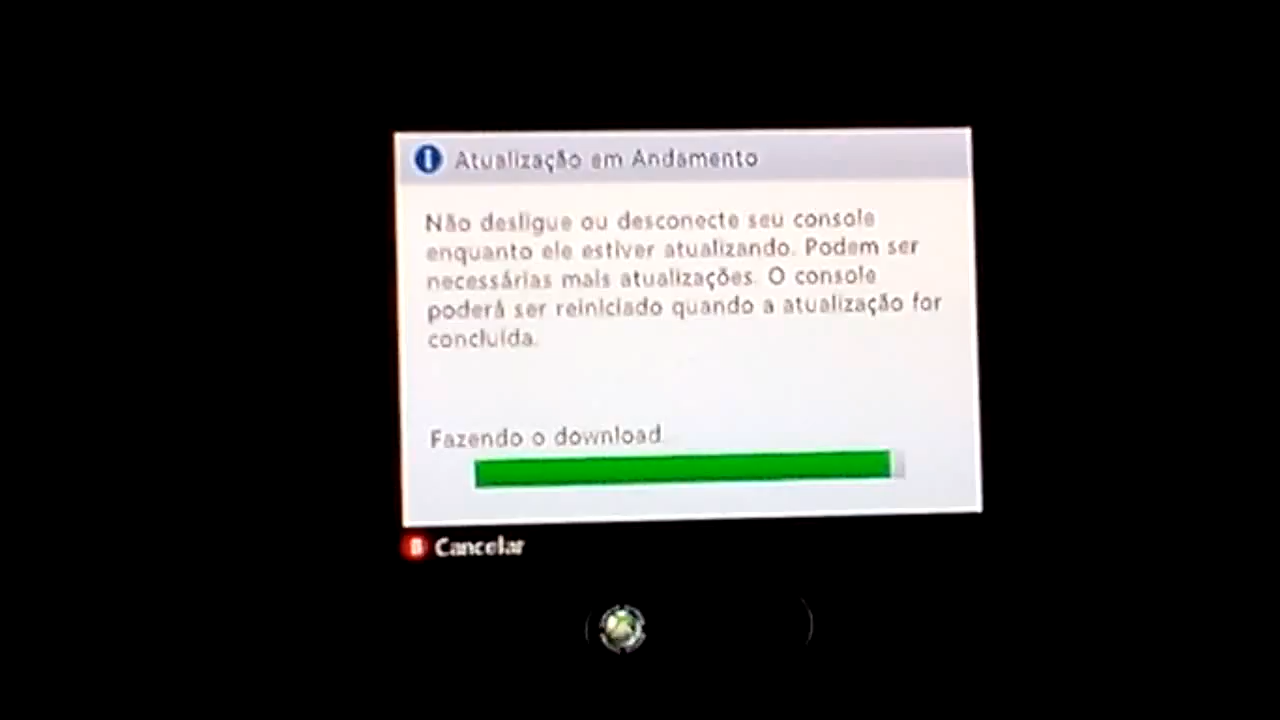 Atualização em Andamento
Não desligue ou desconecte seu console
enquanto ele estiver atualizando. Podem ser
necessárias mais atualizações. O console
poderá ser reiniciado quando a atualização for
concluída.
Fazendo o download.
B Cancelar